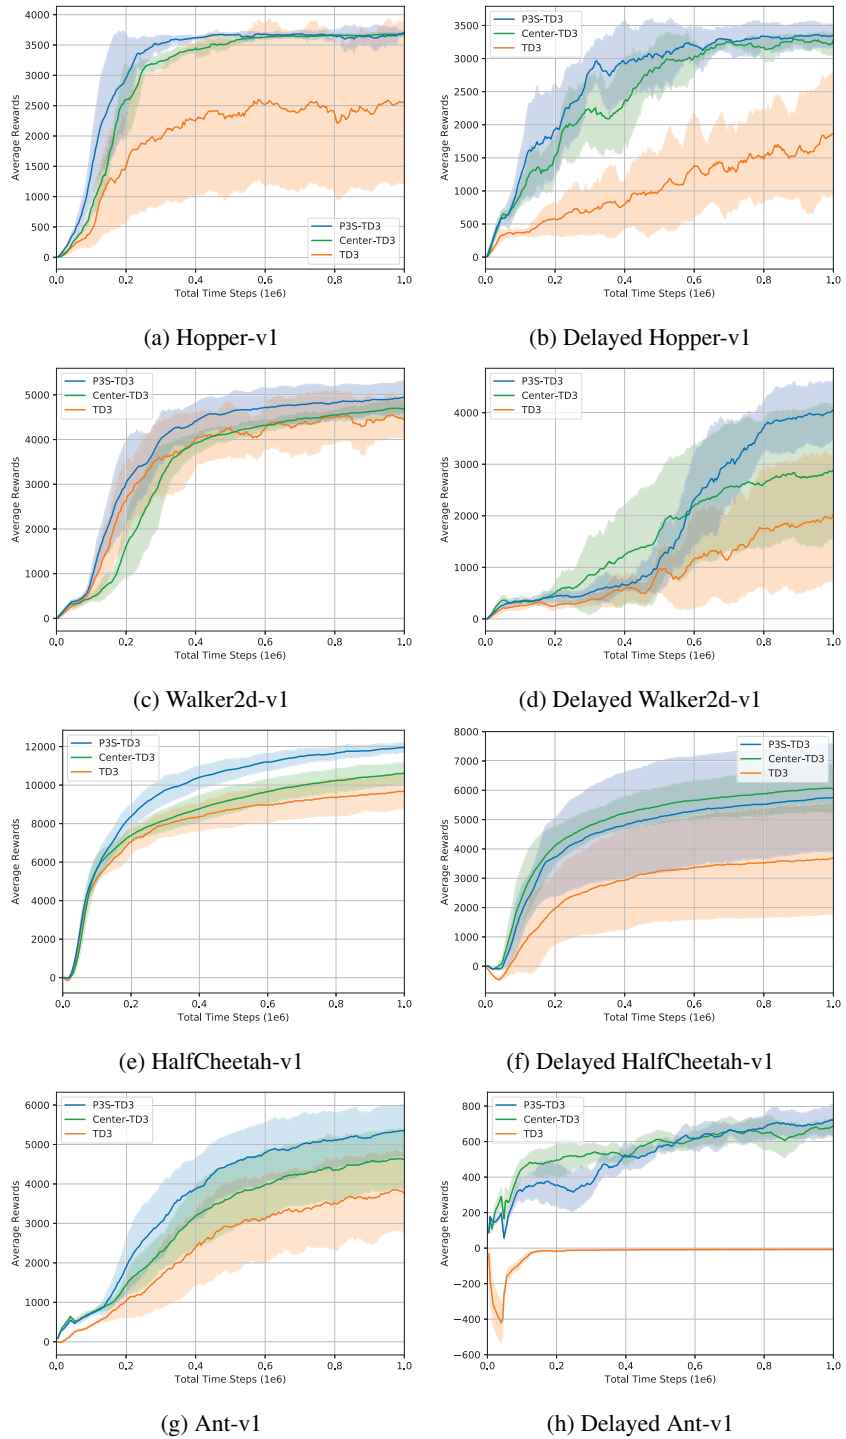 4000
3500
3000
2500
2000
1500
1000
500
0
Average Rewards
P3S-TD3
Center-TD3
TD3
0.0 0.2 0.4 0.6 0.8 1.0
Total Time Steps (1e6)
(a) Hopper-v1
3500
3000
2500
2000
1500
1000
500
0
Average Rewards
P3S-TD3
Center-TD3
TD3
0.0 0.2 0.4 0.6 0.8 1.0
Total Time Steps (1e6)
(b) Delayed Hopper-v1
5000
4000
3000
2000
1000
0
Average Rewards
P3S-TD3
Center-TD3
TD3
0.0 0.2 0.4 0.6 0.8 1.0
Total Time Steps (1e6)
(c) Walker2d-v1
4000
3000
2000
1000
0
Average Rewards
P3S-TD3
Center-TD3
TD3
0.0 0.2 0.4 0.6 0.8 1.0
Total Time Steps (1e6)
(d) Delayed Walker2d-v1
12000
10000
8000
6000
4000
2000
0
Average Rewards
P3S-TD3
Center-TD3
TD3
0.0 0.2 0.4 0.6 0.8 1.0
Total Time Steps (1e6)
(e) HalfCheetah-v1
8000
7000
6000
5000
4000
3000
2000
1000
0
Average Rewards
P3S-TD3
Center-TD3
TD3
0.0 0.2 0.4 0.6 0.8 1.0
Total Time Steps (1e6)
(f) Delayed HalfCheetah-v1
6000
5000
4000
3000
2000
1000
0
Average Rewards
P3S-TD3
Center-TD3
TD3
0.0 0.2 0.4 0.6 0.8 1.0
Total Time Steps (1e6)
(g) Ant-v1
800
600
400
200
0
−200
−400
−600
Average Rewards
P3S-TD3
Center-TD3
TD3
0.0 0.2 0.4 0.6 0.8 1.0
Total Time Steps (1e6)
(h) Delayed Ant-v1